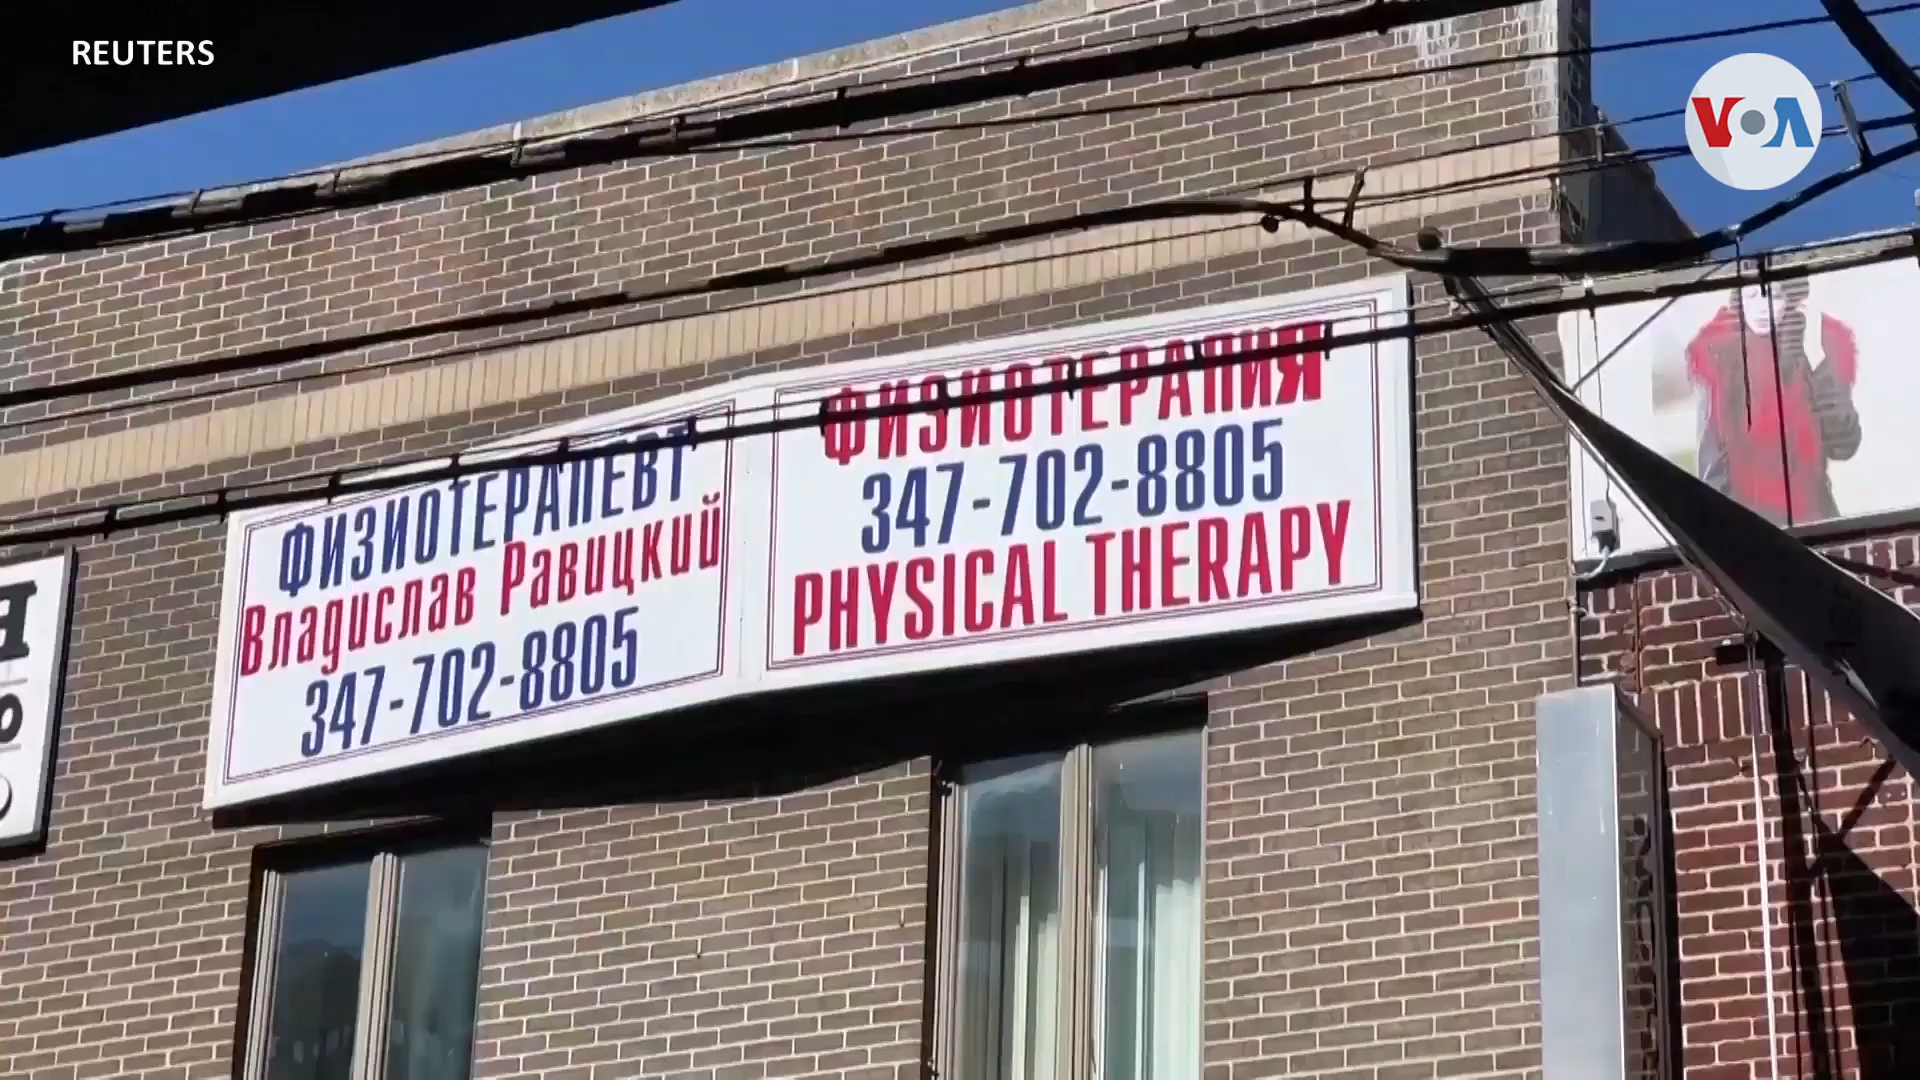 REUTERS
VOA
ФИЗИОТЕРАПЕВТ
Владислав Равицкий
347-702-8805
ФИЗИОТЕРАПИЯ
347-702-8805
PHYSICAL THERAPY